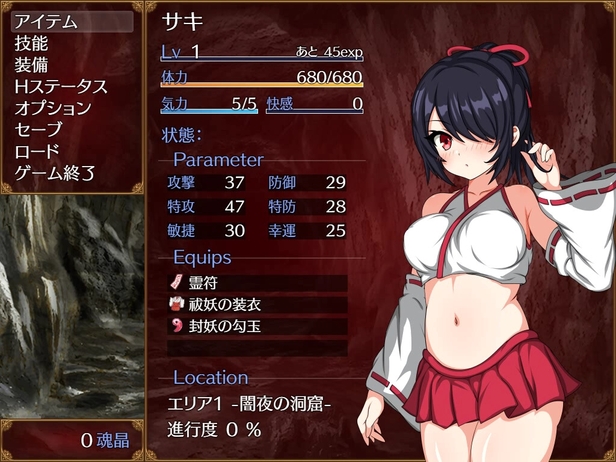 アイテム
技能
装備
Hステータス
オプション
セーブ
ロード
ゲーム終了
0 魂晶
サキ
Lv 1 あと 45exp
体力 680/680
気力 5/5 快感 0
状態:
Parameter
攻撃 37 防御 29
特攻 47 特防 28
敏捷 30 幸運 25
Equips
霊符
祓妖の装衣
封妖の勾玉
Location
エリア1 -闇夜の洞窟-
進行度 0 %